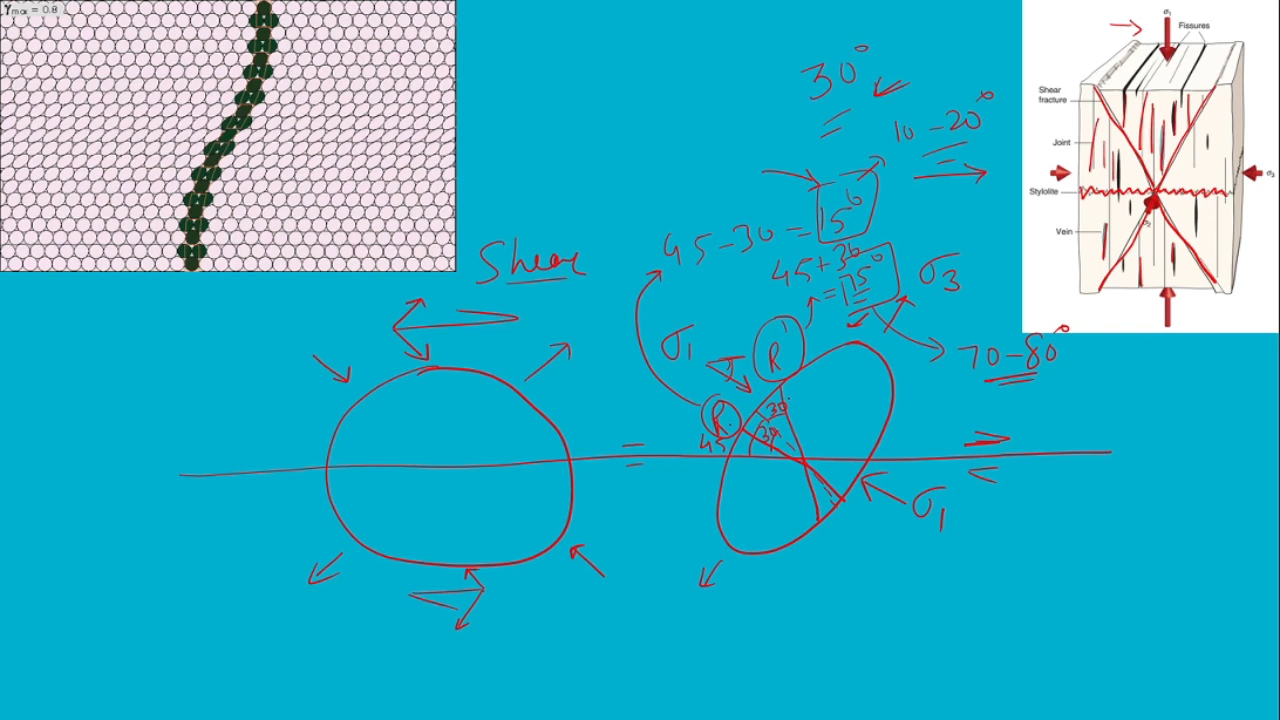 γmax = 0.8
30°
10-20°
45-30 = 15°
45+30
= 75°
70-80°
Shear
σ3
σ1
R'
R
45
30
σ1
σ1
Fissures
Shear
fracture
Joint
Stylolite
Vein
σ3
σ2